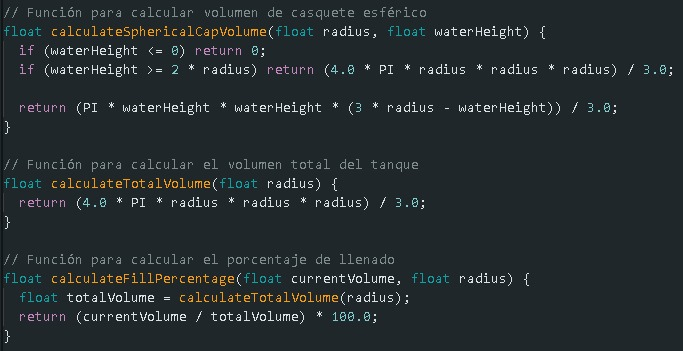 // Función para calcular volumen de casquete esférico
float calculateSphericalCapVolume(float radius, float waterHeight) {
  if (waterHeight <= 0) return 0;
  if (waterHeight >= 2 * radius) return (4.0 * PI * radius * radius * radius) / 3.0;

  return (PI * waterHeight * waterHeight * (3 * radius - waterHeight)) / 3.0;
}

// Función para calcular el volumen total del tanque
float calculateTotalVolume(float radius) {
  return (4.0 * PI * radius * radius * radius) / 3.0;
}

// Función para calcular el porcentaje de llenado
float calculateFillPercentage(float currentVolume, float radius) {
  float totalVolume = calculateTotalVolume(radius);
  return (currentVolume / totalVolume) * 100.0;
}